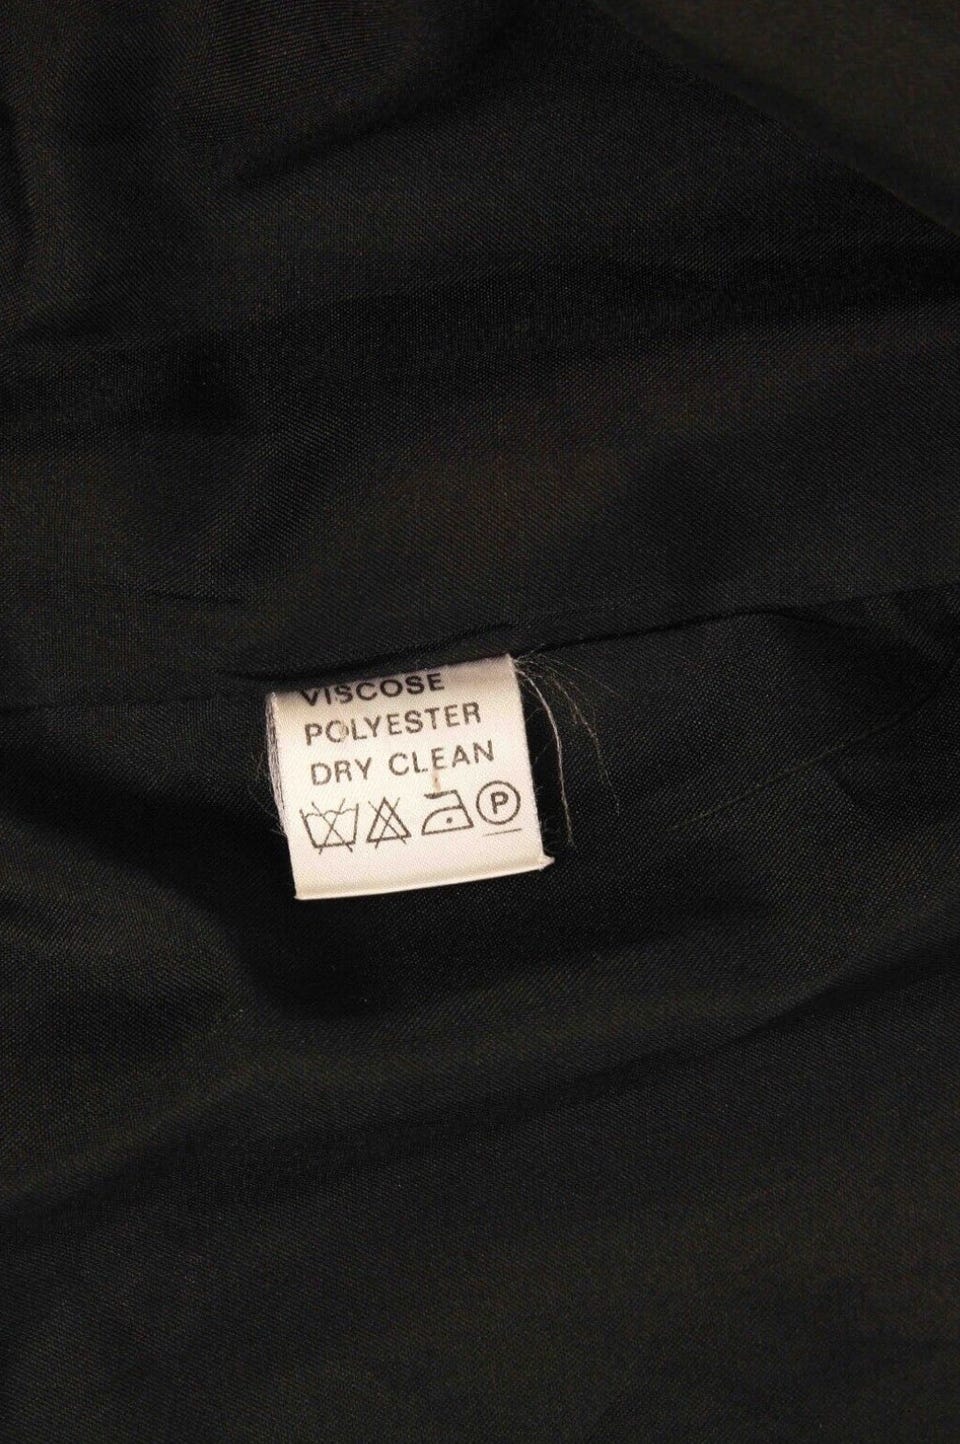 VISCOSE
POLYESTER
DRY CLEAN
P